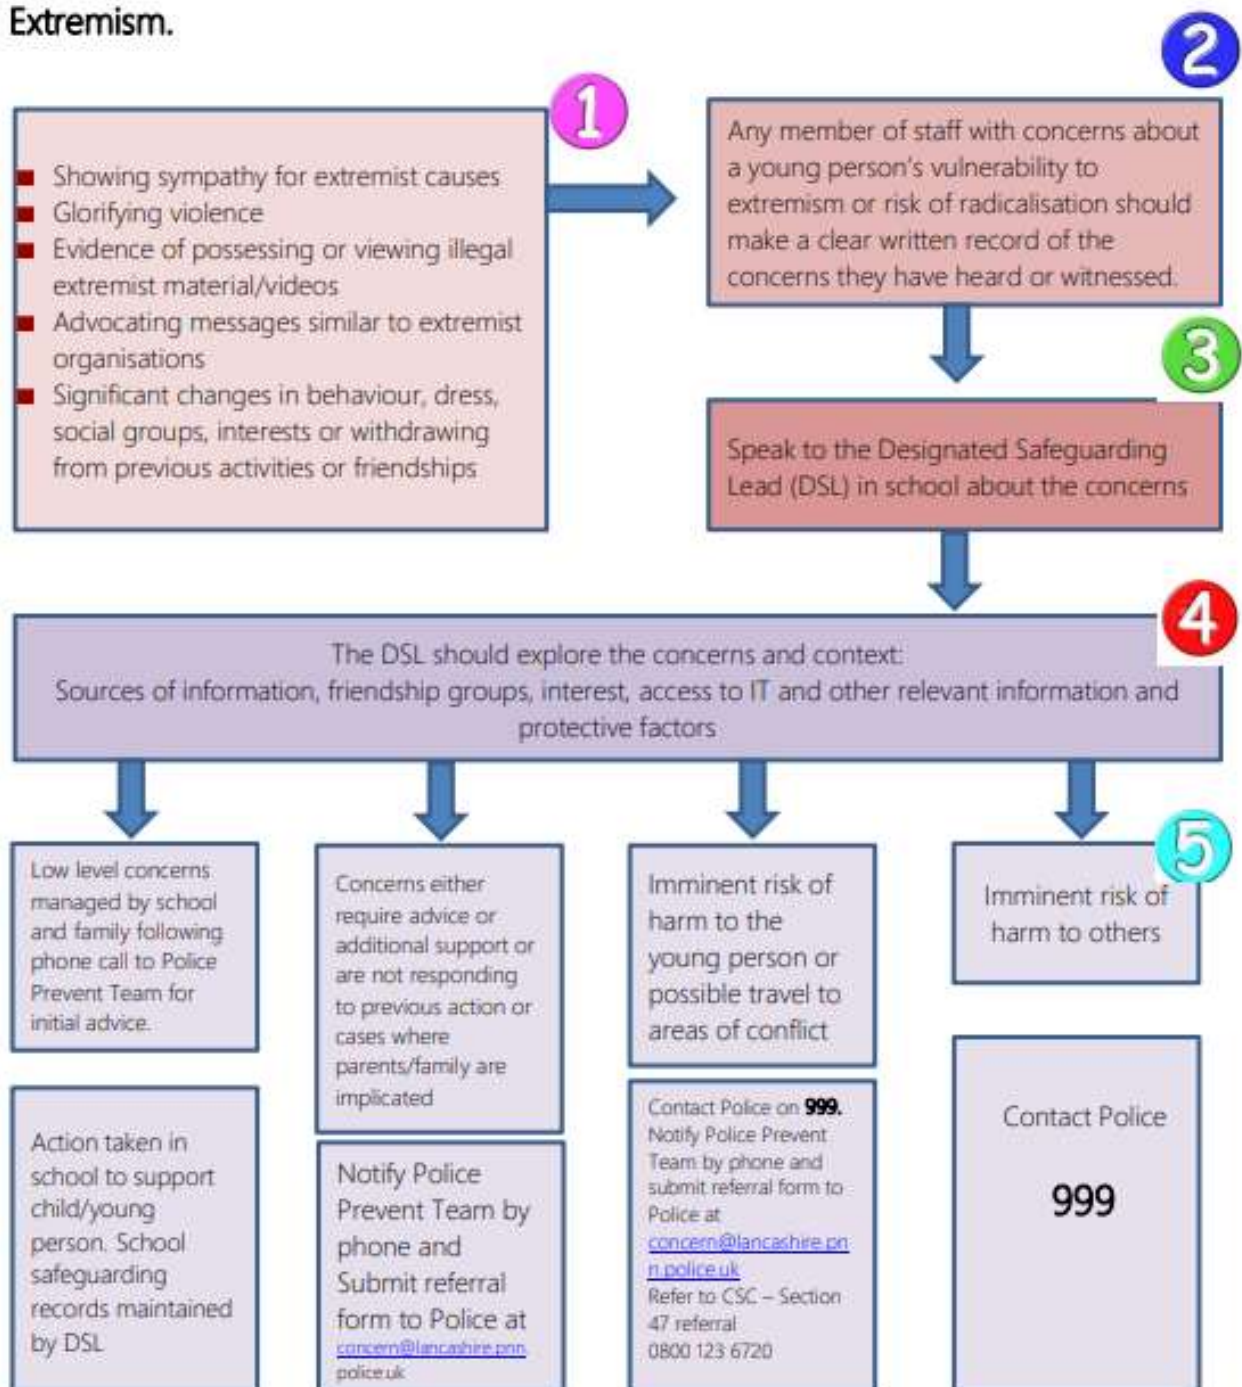 Extremism.
1
Showing sympathy for extremist causes
Glorifying violence
Evidence of possessing or viewing illegal
extremist material/videos
Advocating messages similar to extremist
organisations
Significant changes in behaviour, dress,
social groups, interests or withdrawing
from previous activities or friendships
2
Any member of staff with concerns about
a young person's vulnerability to
extremism or risk of radicalisation should
make a clear written record of the
concerns they have heard or witnessed.
3
Speak to the Designated Safeguarding
Lead (DSL) in school about the concerns
4
The DSL should explore the concerns and context:
Sources of information, friendship groups, interest, access to IT and other relevant information and
protective factors
5
Low level concerns
managed by school
and family following
phone call to Police
Prevent Team for
initial advice.
Action taken in
school to support
child/young
person. School
safeguarding
records maintained
by DSL
Concerns either
require advice or
additional support or
are not responding
to previous action or
cases where
parents/family are
implicated
Notify Police
Prevent Team by
phone and
Submit referral
form to Police at
concern@lancashire.pnn.
police.uk
Imminent risk of
harm to the
young person or
possible travel to
areas of conflict
Contact Police on 999.
Notify Police Prevent
Team by phone and
submit referral form to
Police at
concern@lancashire.pn
n.police.uk
Refer to CSC – Section
47 referral
0800 123 6720
Imminent risk of
harm to others
Contact Police
999